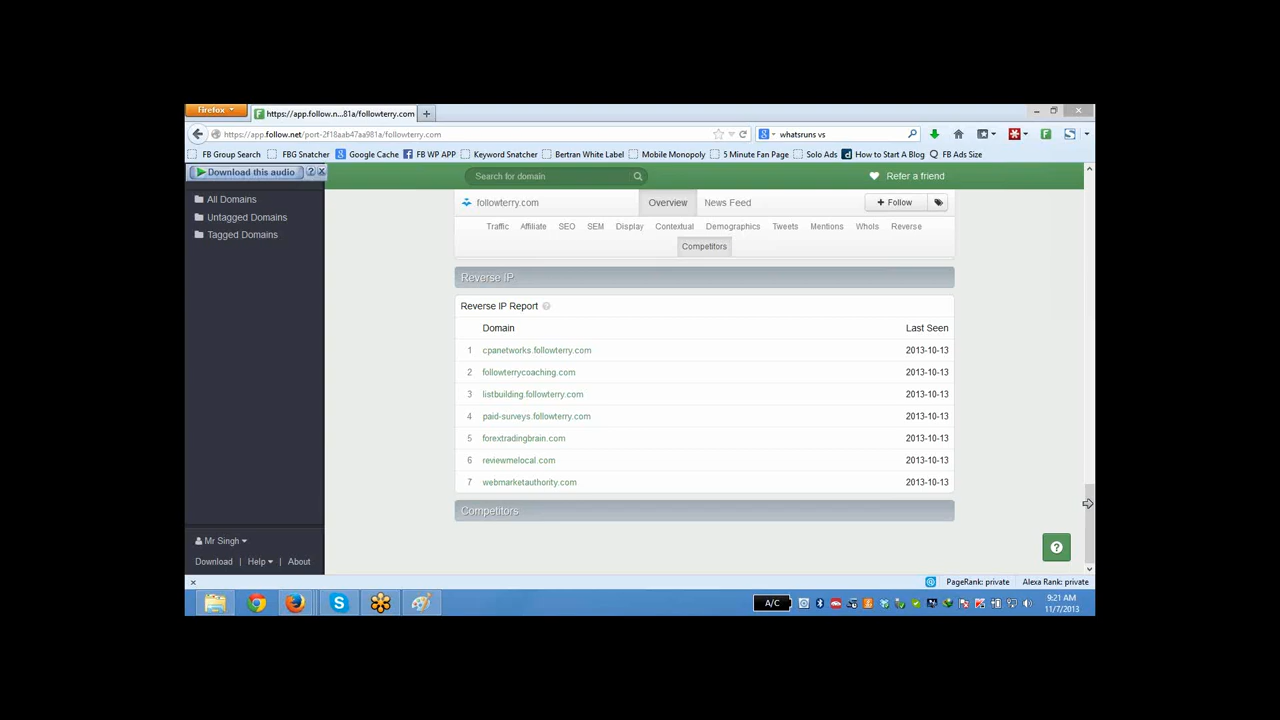 Firefox
https://app.follow.n...81a/followterry.com
https://app.follow.net/port-2f18aab47aa981a/followterry.com
whatsruns vs
FB Group Search
FBG Snatcher
Google Cache
FB WP APP
Keyword Snatcher
Bertran White Label
Mobile Monopoly
5 Minute Fan Page
Solo Ads
How to Start A Blog
FB Ads Size
Download this audio ? X
Search for domain
Refer a friend
All Domains
Untagged Domains
Tagged Domains
followterry.com
Overview
News Feed
+ Follow
Traffic Affiliate SEO SEM Display Contextual Demographics Tweets Mentions WhoIs Reverse
Competitors
Reverse IP
Reverse IP Report ?
Domain Last Seen
1 cpanetworks.followterry.com 2013-10-13
2 followterrycoaching.com 2013-10-13
3 listbuilding.followterry.com 2013-10-13
4 paid-surveys.followterry.com 2013-10-13
5 forextradingbrain.com 2013-10-13
6 reviewmelocal.com 2013-10-13
7 webmarketauthority.com 2013-10-13
Competitors
Mr Singh
Download | Help | About
PageRank: private Alexa Rank: private
A/C
9:21 AM
11/7/2013